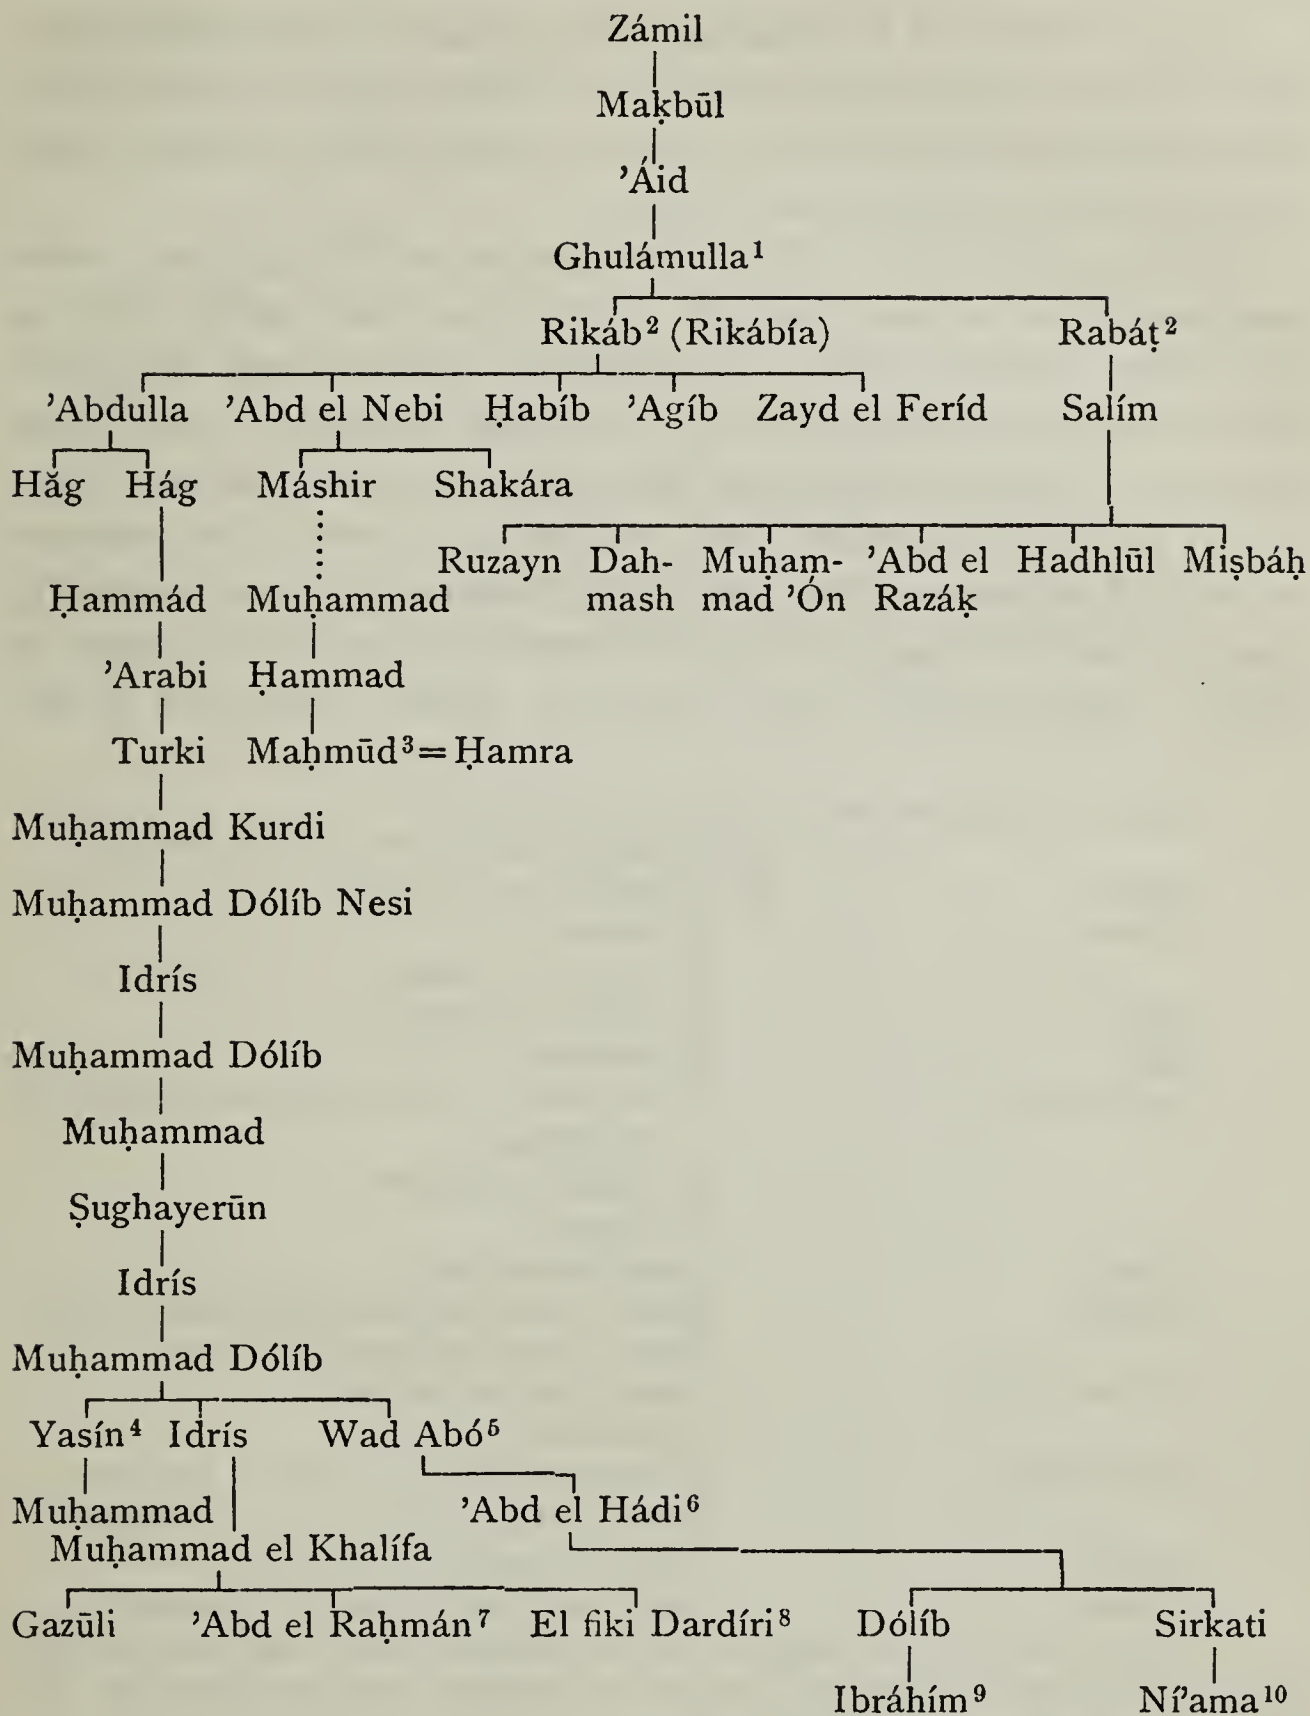 Zámil
Maḳbūl
’Áid
Ghulámulla¹
Rikáb² (Rikábía) Rabáṭ²
’Abdulla ’Abd el Nebi Ḥabíb ’Agíb Zayd el Feríd Salím
Hăg Hág Máshir Shakára
Ruzayn Dah- Muḥam- ’Abd el Hadhlūl Miṣbáḥ
mash mad ’Ón Razáḳ
Ḥammád Muḥammad
’Arabi Ḥammad
Turki Maḥmūd³ = Ḥamra
Muḥammad Kurdi
Muḥammad Dólíb Nesi
Idrís
Muḥammad Dólíb
Muḥammad
Ṣughayerūn
Idrís
Muḥammad Dólíb
Yasín⁴ Idrís Wad Abó⁵
Muḥammad ’Abd el Hádi⁶
Muḥammad el Khalífa
Gazūli ’Abd el Raḥmán⁷ El fiki Dardíri⁸ Dólíb Sirkati
Ibráhím⁹ Ní’ama¹⁰